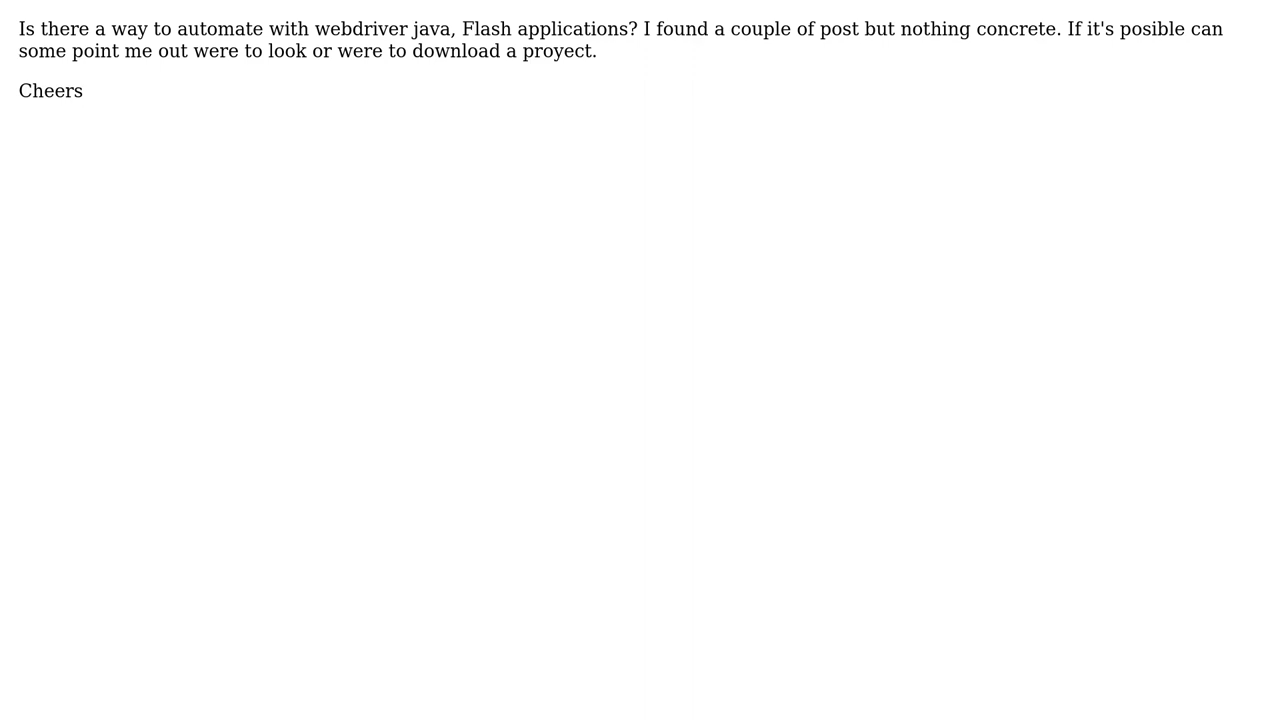 Is there a way to automate with webdriver java, Flash applications? I found a couple of post but nothing concrete. If it's posible can
some point me out were to look or were to download a proyect.
Cheers